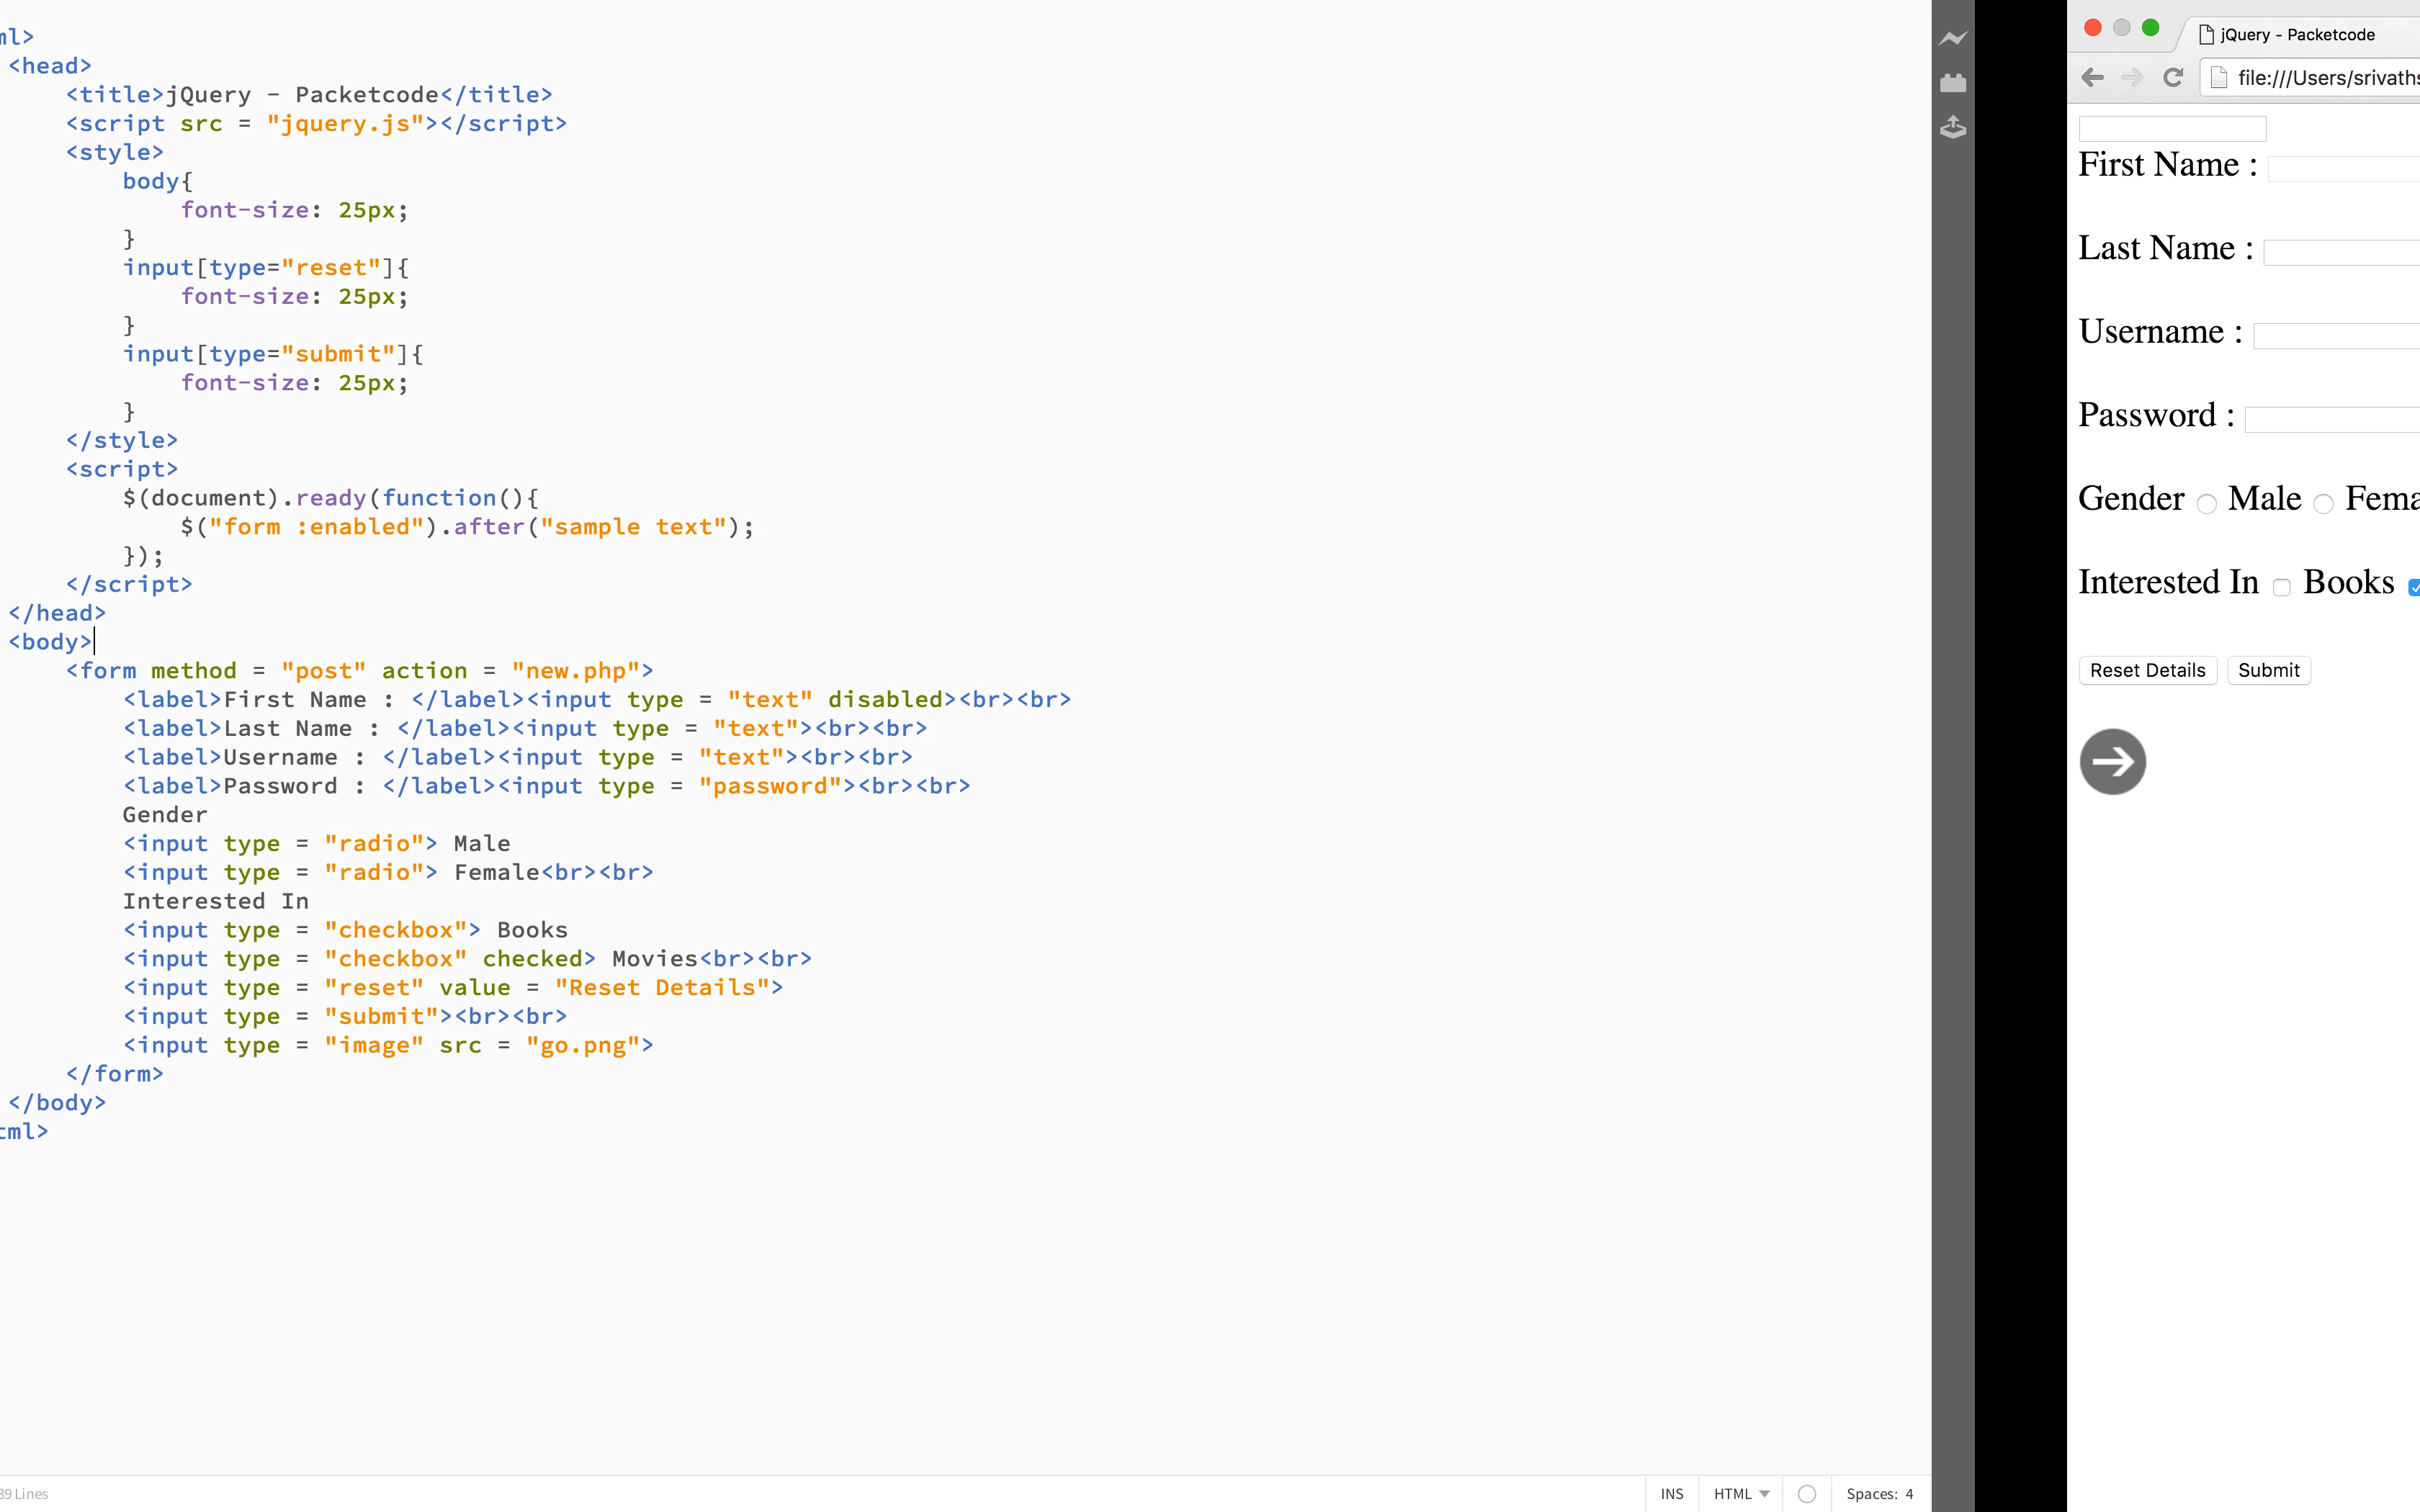 ml>
<head>
<title>jQuery - Packetcode</title>
<script src = "jquery.js"></script>
<style>
body{
font-size: 25px;
}
input[type="reset"]{
font-size: 25px;
}
input[type="submit"]{
font-size: 25px;
}
</style>
<script>
$(document).ready(function(){
$("form :enabled").after("sample text");
});
</script>
</head>
<body>
<form method = "post" action = "new.php">
<label>First Name : </label><input type = "text" disabled><br><br>
<label>Last Name : </label><input type = "text"><br><br>
<label>Username : </label><input type = "text"><br><br>
<label>Password : </label><input type = "password"><br><br>
Gender
<input type = "radio"> Male
<input type = "radio"> Female<br><br>
Interested In
<input type = "checkbox"> Books
<input type = "checkbox" checked> Movies<br><br>
<input type = "reset" value = "Reset Details">
<input type = "submit"><br><br>
<input type = "image" src = "go.png">
</form>
</body>
tml>
39 Lines
INS HTML Spaces: 4
jQuery - Packetcode
file:///Users/srivaths
First Name :
Last Name :
Username :
Password :
Gender Male Fema
Interested In Books
Reset Details Submit